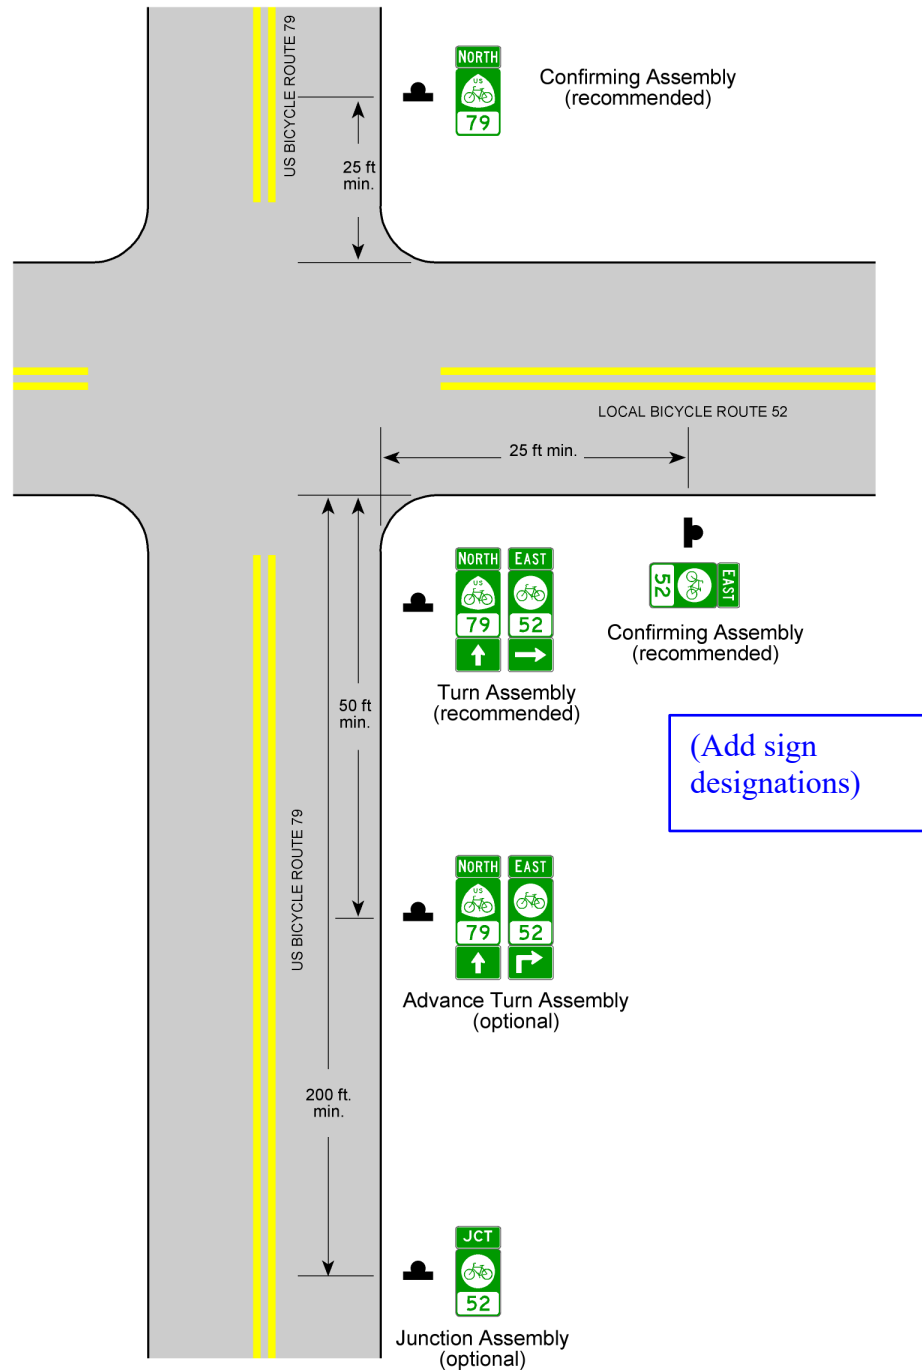 US BICYCLE ROUTE 79
NORTH
US
79
Confirming Assembly
(recommended)
25 ft
min.
LOCAL BICYCLE ROUTE 52
25 ft min.
NORTH EAST
US
79 52
EAST
52
Confirming Assembly
(recommended)
Turn Assembly
(recommended)
50 ft
min.
(Add sign
designations)
US BICYCLE ROUTE 79
NORTH EAST
US
79 52
Advance Turn Assembly
(optional)
200 ft.
min.
JCT
52
Junction Assembly
(optional)